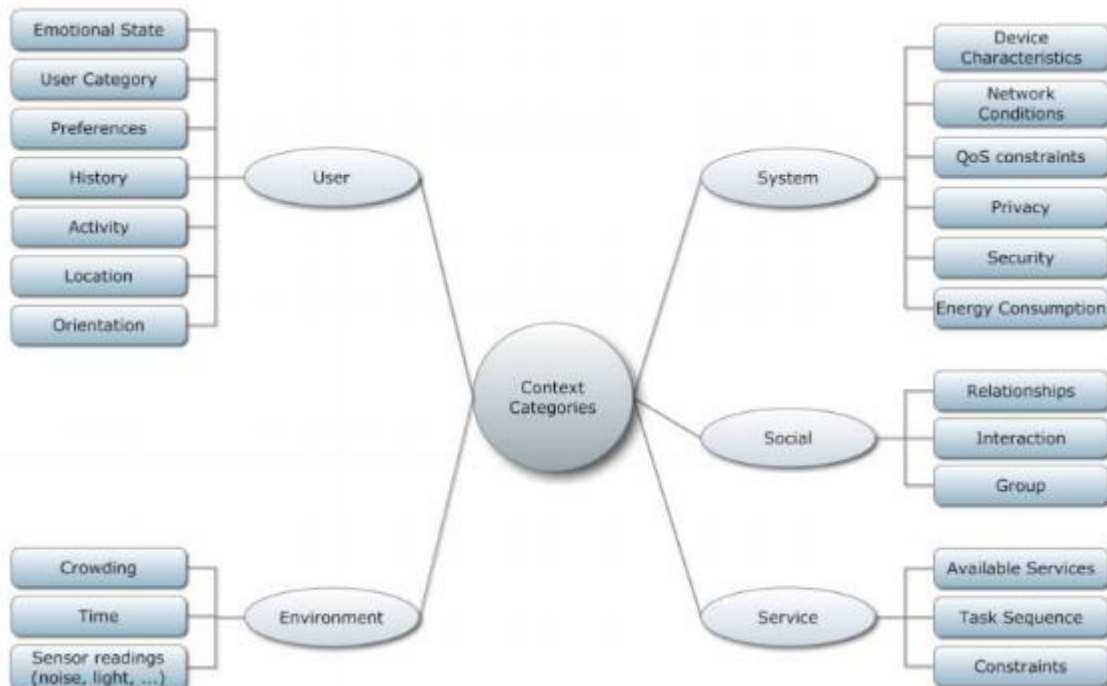 Emotional State
User Category
Preferences
History
Activity
Location
Orientation
User
Crowding
Time
Sensor readings
(noise, light, ...)
Environment
Context
Categories
System
Device
Characteristics
Network
Conditions
QoS constraints
Privacy
Security
Energy Consumption
Social
Relationships
Interaction
Group
Service
Available Services
Task Sequence
Constraints